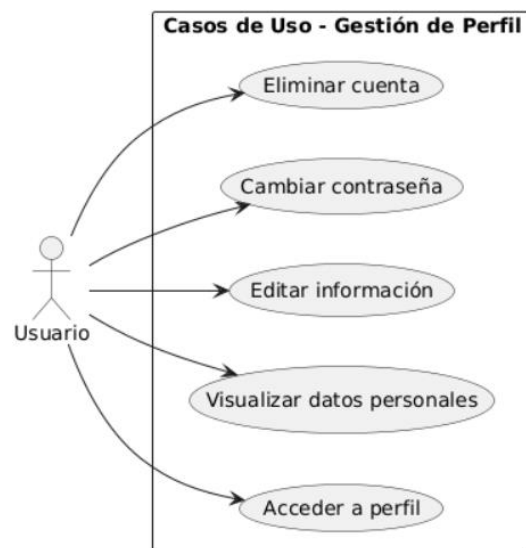 Casos de Uso - Gestión de Perfil
Eliminar cuenta
Cambiar contraseña
Editar información
Usuario
Visualizar datos personales
Acceder a perfil